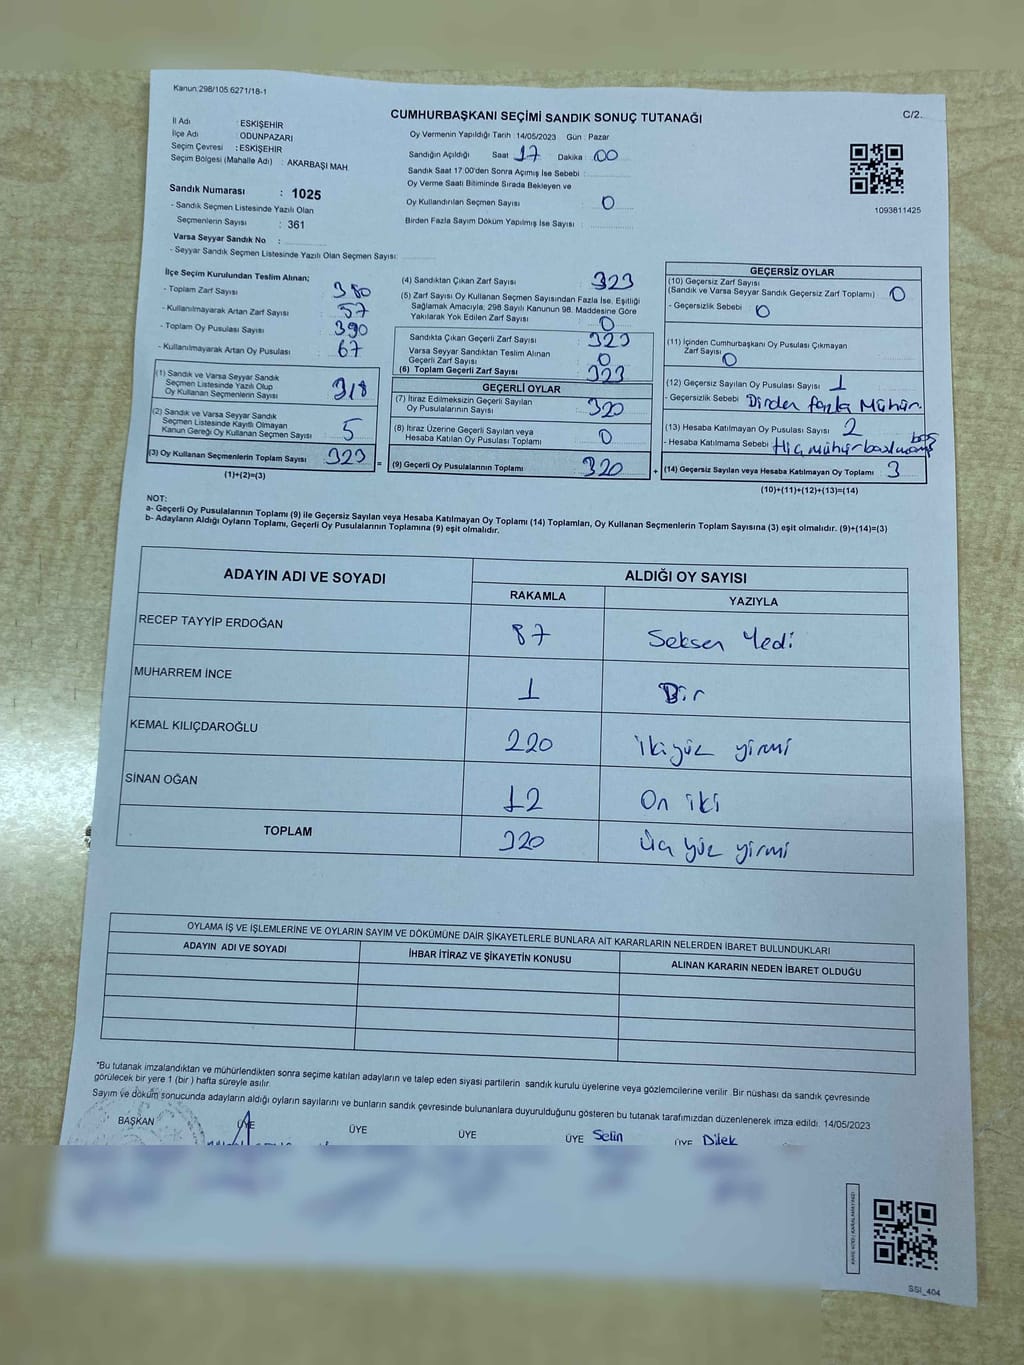 Kanun:298/105.6271/18-1
CUMHURBAŞKANI SEÇİMİ SANDIK SONUÇ TUTANAĞI
C/2.
İl Adı : ESKİŞEHİR
İlçe Adı : ODUNPAZARI
Seçim Çevresi : ESKİŞEHİR
Seçim Bölgesi (Mahalle Adı) : AKARBAŞI MAH
Sandık Numarası : 1025
- Sandık Seçmen Listesinde Yazılı Olan
Seçmenlerin Sayısı : 361
Varsa Seyyar Sandık No :
- Seyyar Sandık Seçmen Listesinde Yazılı Olan Seçmen Sayısı:
Oy Vermenin Yapıldığı Tarih :14/05/2023 Gün : Pazar
Sandığın Açıldığı Saat 17 Dakika : 00
Sandık Saat 17:00'den Sonra Açımış İse Sebebi :
Oy Verme Saati Bitiminde Sırada Bekleyen ve
Oy Kullandırılan Seçmen Sayısı : 0
Birden Fazla Sayım Döküm Yapılmış İse Sayısı :
1093811425
İlçe Seçim Kurulundan Teslim Alınan;
- Toplam Zarf Sayısı : 380
- Kullanılmayarak Artan Zarf Sayısı : 57
- Toplam Oy Pusulası Sayısı : 390
- Kullanılmayarak Artan Oy Pusulası : 67
(1) Sandık ve Varsa Seyyar Sandık
Seçmen Listesinde Yazılı Olup
Oy Kullanan Seçmenlerin Sayısı : 318
(2) Sandık ve Varsa Seyyar Sandık
Seçmen Listesinde Kayıtlı Olmayan
Kanun Gereği Oy Kullanan Seçmen Sayısı : 5
(3) Oy Kullanan Seçmenlerin Toplam Sayısı : 323
(1)+(2)=(3)
(4) Sandıktan Çıkan Zarf Sayısı : 323
(5) Zarf Sayısı Oy Kullanan Seçmen Sayısından Fazla İse, Eşitliği
Sağlamak Amacıyla; 298 Sayılı Kanunun 98. Maddesine Göre
Yakılarak Yok Edilen Zarf Sayısı : 0
Sandıkta Çıkan Geçerli Zarf Sayısı : 323
Varsa Seyyar Sandıktan Teslim Alınan
Geçerli Zarf Sayısı : 0
(6) Toplam Geçerli Zarf Sayısı : 323
GEÇERLİ OYLAR
(7) İtiraz Edilmeksizin Geçerli Sayılan
Oy Pusulalarının Sayısı : 320
(8) İtiraz Üzerine Geçerli Sayılan veya
Hesaba Katılan Oy Pusulası Toplamı : 0
= (9) Geçerli Oy Pusulalarının Toplamı : 320 +
GEÇERSİZ OYLAR
(10) Geçersiz Zarf Sayısı
(Sandık ve Varsa Seyyar Sandık Geçersiz Zarf Toplamı) : 0
- Geçersizlik Sebebi : 0
(11) İçinden Cumhurbaşkanı Oy Pusulası Çıkmayan
Zarf Sayısı : 0
(12) Geçersiz Sayılan Oy Pusulası Sayısı : 1
- Geçersizlik Sebebi : Birden fazla Mühür.
(13) Hesaba Katılmayan Oy Pusulası Sayısı : 2
- Hesaba Katılmama Sebebi : Hiç mühür boş
(14) Geçersiz Sayılan veya Hesaba Katılmayan Oy Toplamı : 3
(10)+(11)+(12)+(13)=(14)
NOT:
a- Geçerli Oy Pusulalarının Toplamı (9) ile Geçersiz Sayılan veya Hesaba Katılmayan Oy Toplamı (14) Toplamları, Oy Kullanan Seçmenlerin Toplam Sayısına (3) eşit olmalıdır. (9)+(14)=(3)
b- Adayların Aldığı Oyların Toplamı, Geçerli Oy Pusulalarının Toplamına (9) eşit olmalıdır.
ADAYIN ADI VE SOYADI ALDIĞI OY SAYISI
RAKAMLA YAZIYLA
RECEP TAYYİP ERDOĞAN 87 Seksen Yedi
MUHARREM İNCE 1 Bir
KEMAL KILIÇDAROĞLU 220 iki yüz yirmi
SİNAN OĞAN 12 On iki
TOPLAM 320 Üç yüz yirmi
OYLAMA İŞ VE İŞLEMLERİNE VE OYLARIN SAYIM VE DÖKÜMÜNE DAİR ŞİKAYETLERLE BUNLARA AİT KARARLARIN NELERDEN İBARET BULUNDUKLARI
ADAYIN ADI VE SOYADI İHBAR İTİRAZ VE ŞİKAYETİN KONUSU ALINAN KARARIN NEDEN İBARET OLDUĞU
*Bu tutanak imzalandıktan ve mühürlendikten sonra seçime katılan adayların ve talep eden siyasi partilerin sandık kurulu üyelerine veya gözlemcilerine verilir. Bir nüshası da sandık çevresinde
görülecek bir yere 1 (bir ) hafta süreyle asılır.
Sayım ve döküm sonucunda adayların aldığı oyların sayılarını ve bunların sandık çevresinde bulunanlara duyurulduğunu gösteren bu tutanak tarafımızdan düzenlenerek imza edildi. 14/05/2023
BAŞKAN ÜYE ÜYE ÜYE ÜYE Selin ÜYE Dilek
SSI_404